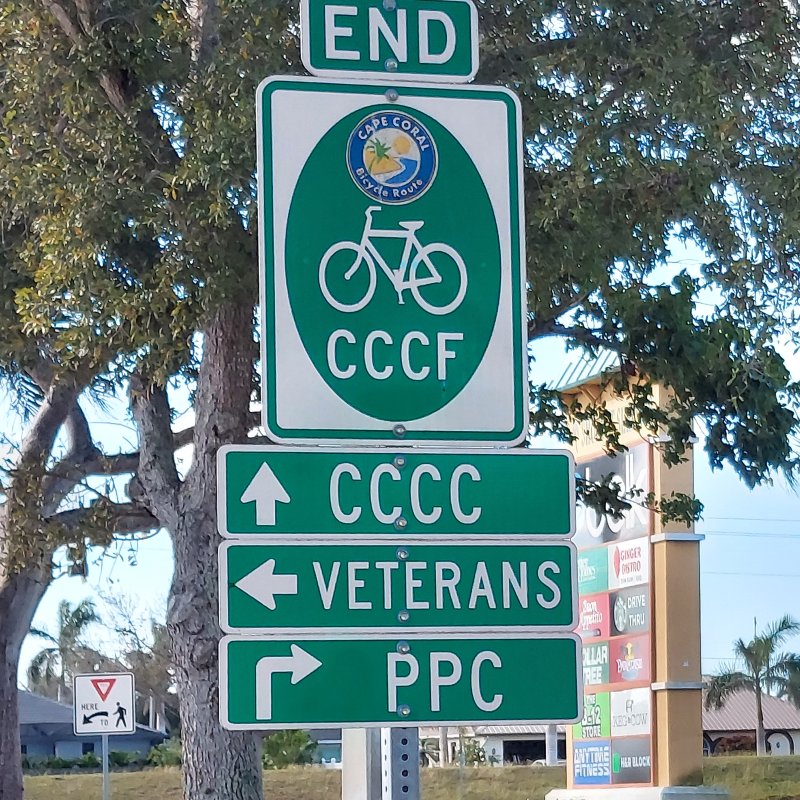 END
CAPE CORAL
Bicycle Route
CCCF
CCCC
VETERANS
PPC
HERE
TO
GINGER
BISTRO
DRIVE
THRU
DOLLAR
TREE
STORE
ANYTIME
FITNESS
H&R BLOCK